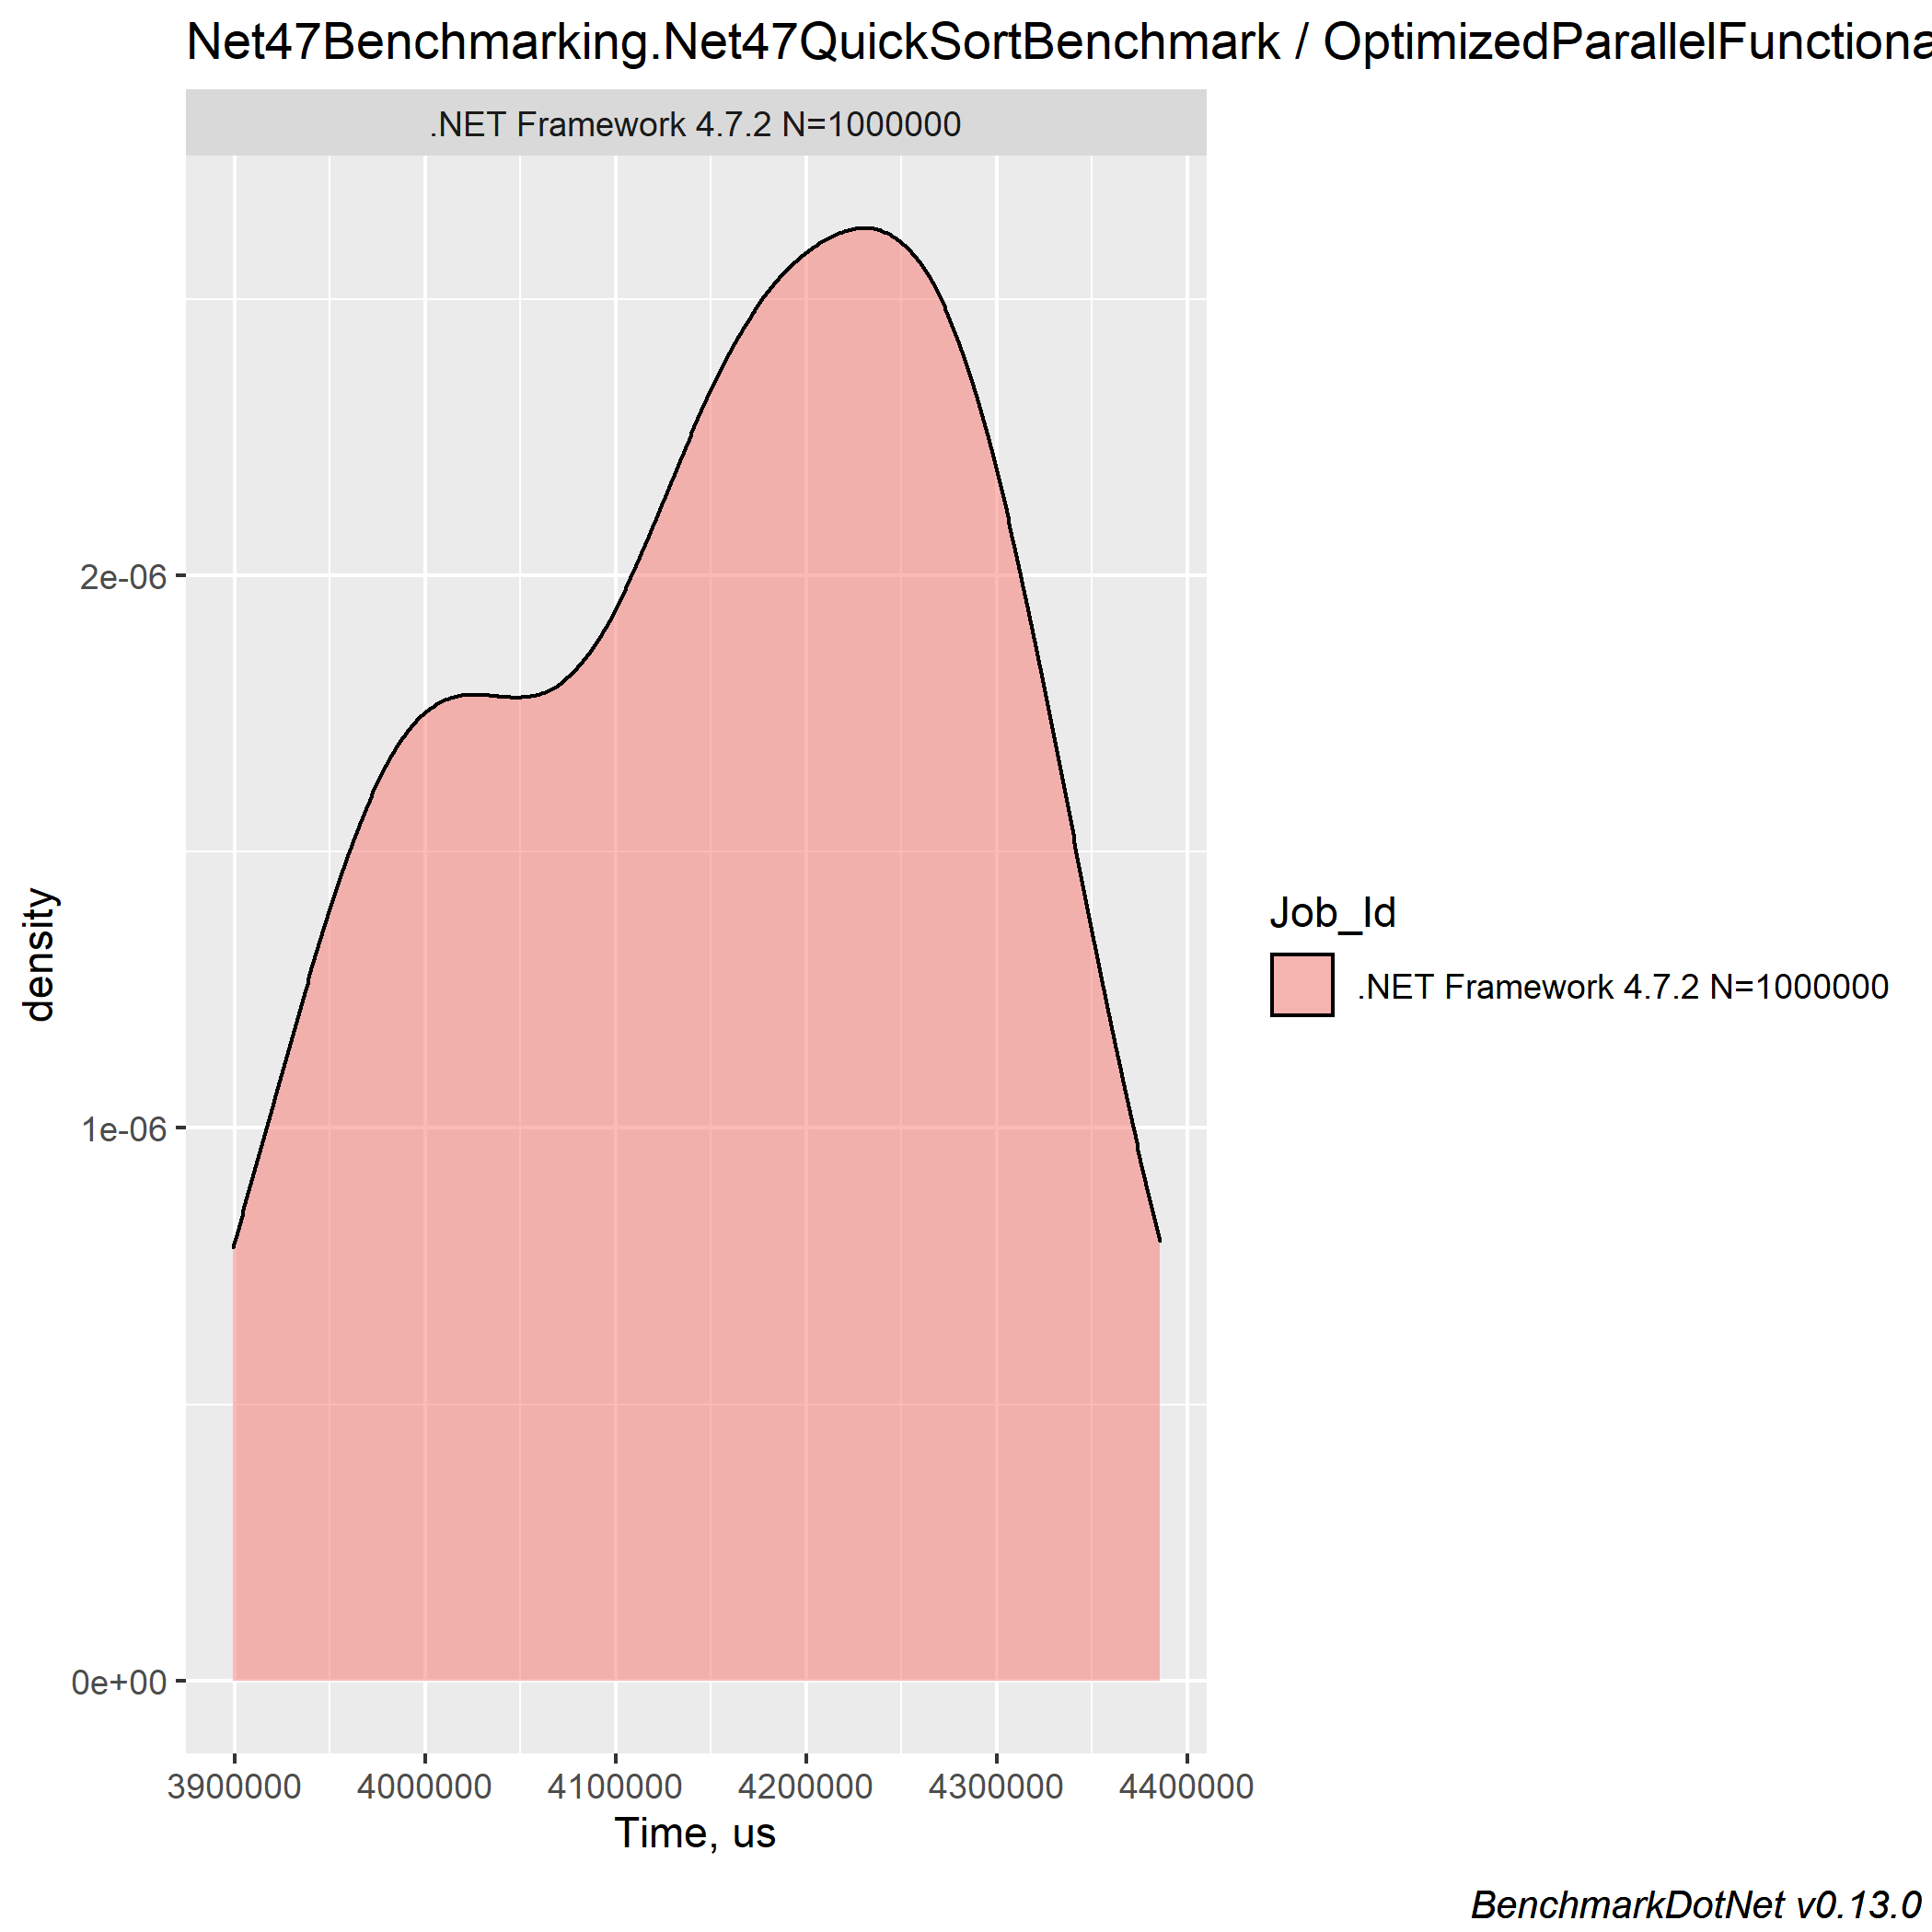 Net47Benchmarking.Net47QuickSortBenchmark / OptimizedParallelFunctiona
.NET Framework 4.7.2 N=1000000
density
2e-06
1e-06
0e+00
3900000 4000000 4100000 4200000 4300000 4400000
Time, us
Job_Id
.NET Framework 4.7.2 N=1000000
BenchmarkDotNet v0.13.0